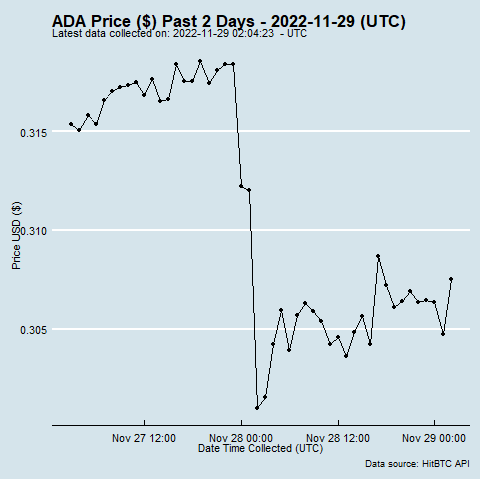 ADA Price ($) Past 2 Days - 2022-11-29 (UTC)
Latest data collected on: 2022-11-29 02:04:23 - UTC
Price USD ($)
0.315
0.310
0.305
Nov 27 12:00
Nov 28 00:00
Nov 28 12:00
Nov 29 00:00
Date Time Collected (UTC)
Data source: HitBTC API